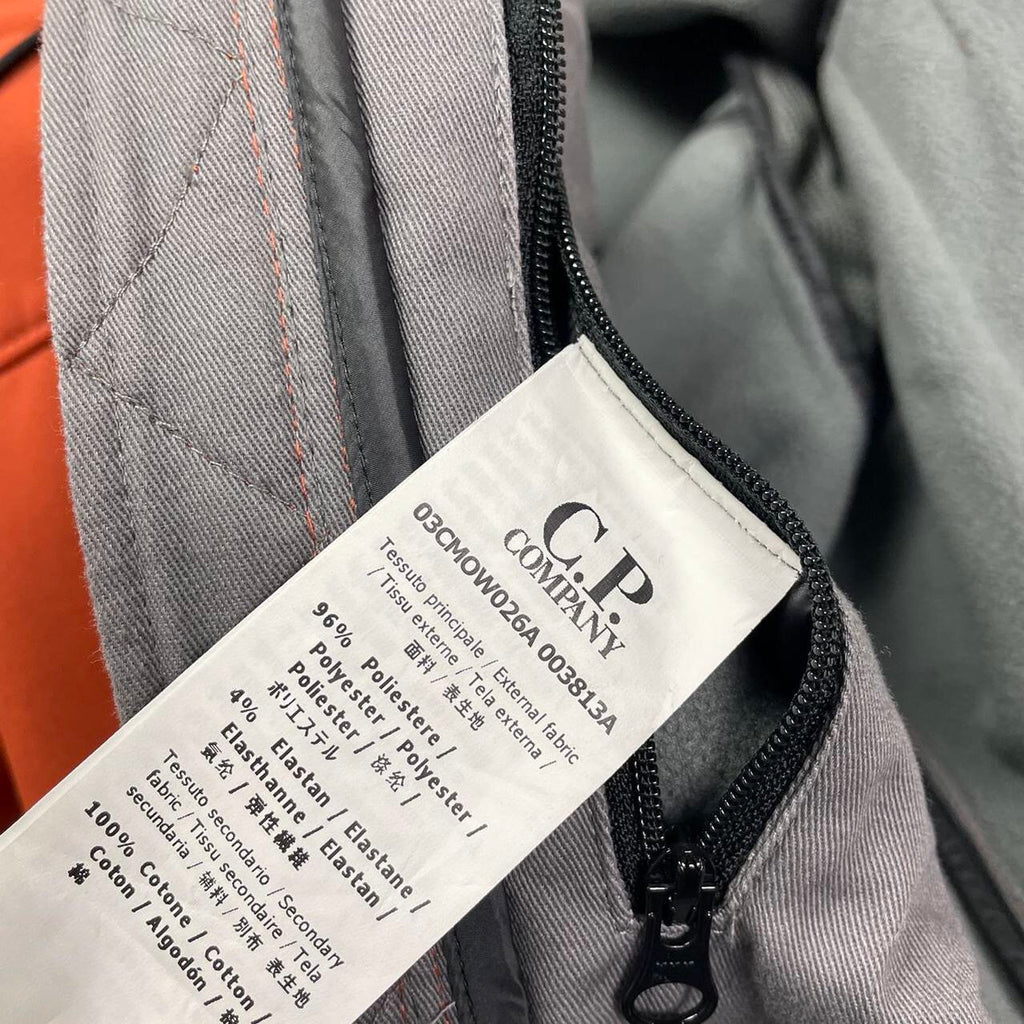 C.P.
COMPANY
03CMOW026A 003813A
Tessuto principale / External fabric
/ Tissu externe / Tela externa /
面料 / 表生地
96% Poliestere /
Polyester / Polyester /
Poliester / 涤纶 /
ポリエステル
4% Elastan / Elastane /
Elasthanne / Elastan /
氨纶 / 弾性繊維
Tessuto secondario / Secondary
fabric / Tissu secondaire / Tela
secundaria / 辅料 / 別布 表生地
100% Cotone / Cotton /
Coton / Algodón / 棉
綿